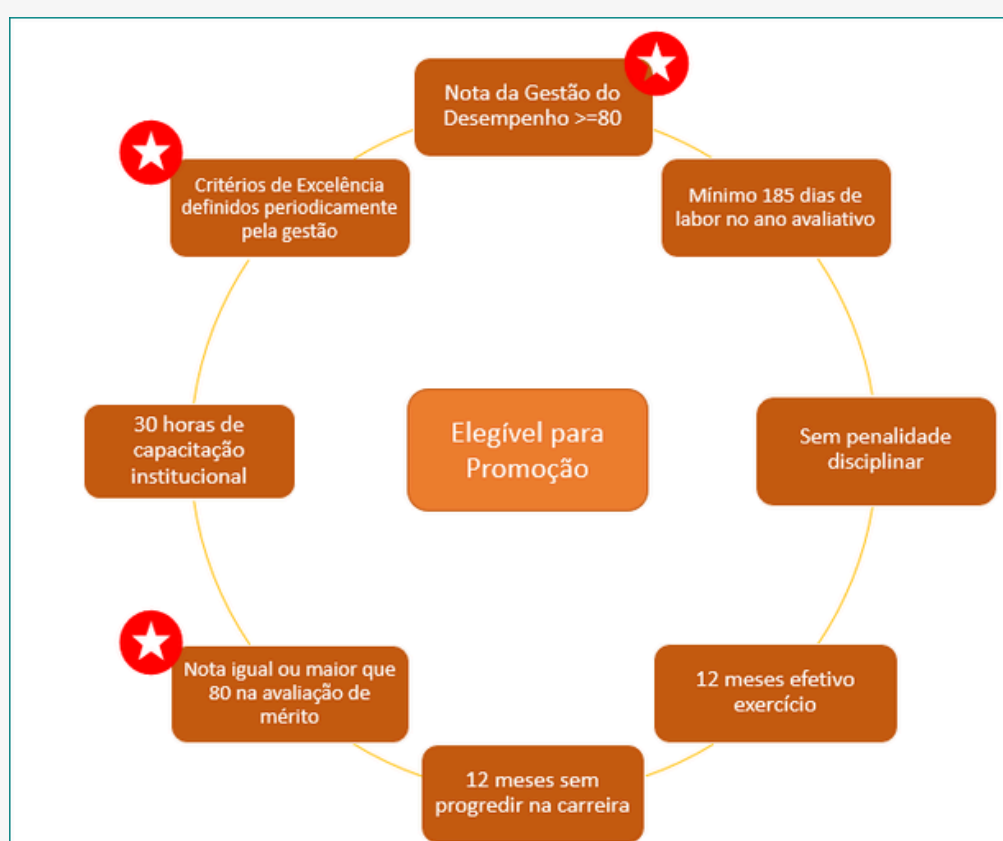 Nota da Gestão do
Desempenho >=80
Mínimo 185 dias de
labor no ano avaliativo
Sem penalidade
disciplinar
12 meses efetivo
exercício
12 meses sem
progredir na carreira
Nota igual ou maior que
80 na avaliação de
mérito
30 horas de
capacitação
institucional
Critérios de Excelência
definidos periodicamente
pela gestão
Elegível para
Promoção